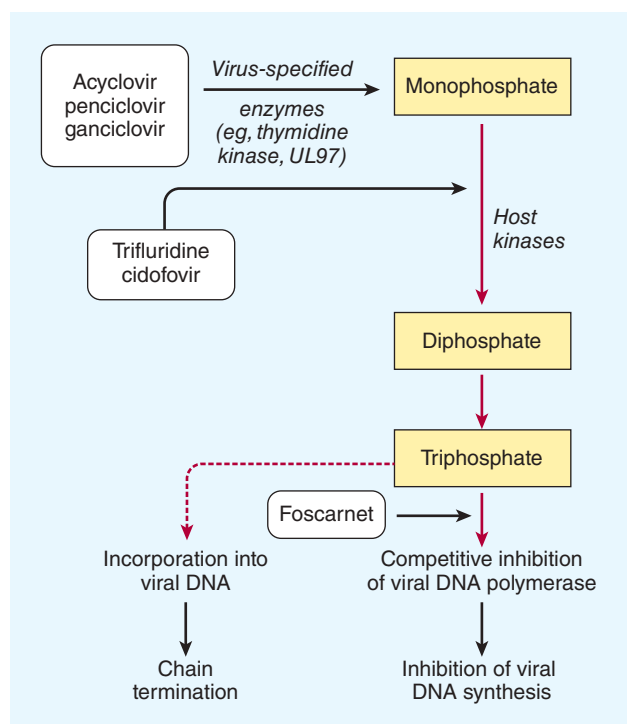 Acyclovir
penciclovir
ganciclovir
Virus-specified
enzymes
(eg, thymidine
kinase, UL97)
Monophosphate
Host
kinases
Trifluridine
cidofovir
Diphosphate
Triphosphate
Foscarnet
Incorporation into
viral DNA
Competitive inhibition
of viral DNA polymerase
Chain
termination
Inhibition of viral
DNA synthesis